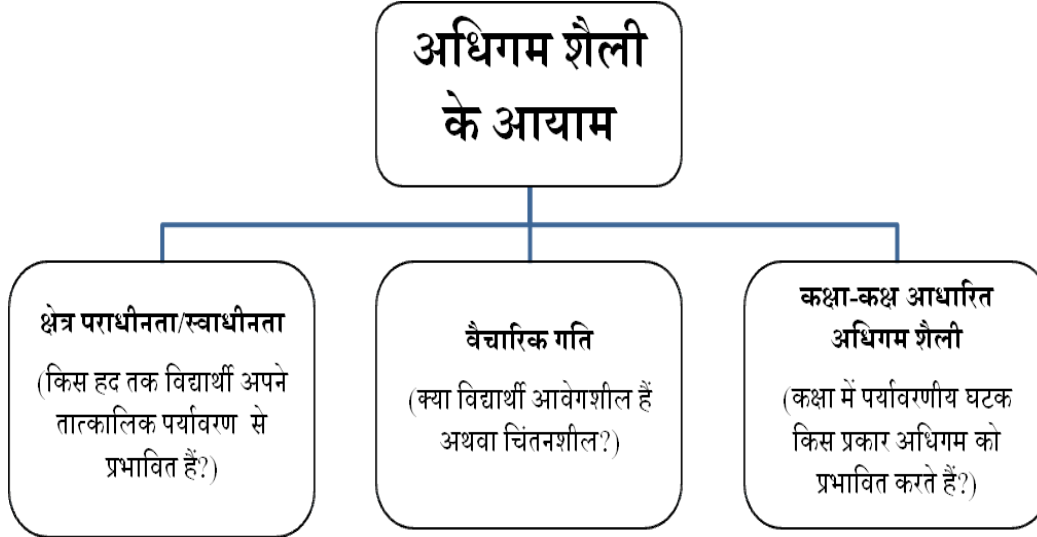 अधिगम शैली
के आयाम
क्षेत्र पराधीनता/स्वाधीनता
(किस हद तक विद्यार्थी अपने
तात्कालिक पर्यावरण से
प्रभावित हैं?)
वैचारिक गति
(क्या विद्यार्थी आवेगशील हैं
अथवा चिंतनशील?)
कक्षा-कक्ष आधारित
अधिगम शैली
(कक्षा में पर्यावरणीय घटक
किस प्रकार अधिगम को
प्रभावित करते हैं?)